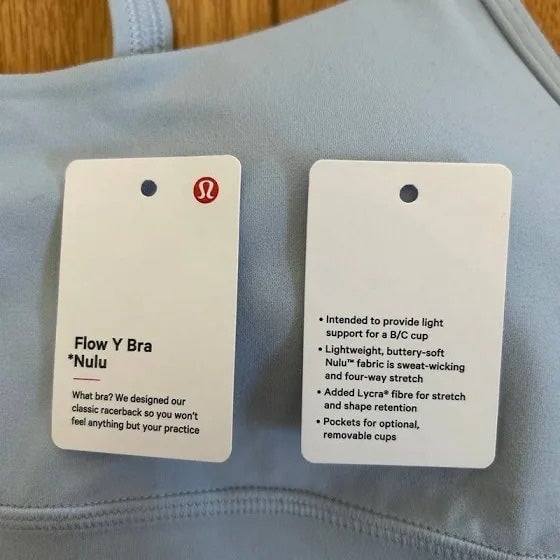 Flow Y Bra
*Nulu
What bra? We designed our
classic racerback so you won't
feel anything but your practice
• Intended to provide light
support for a B/C cup
• Lightweight, buttery-soft
Nulu™ fabric is sweat-wicking
and four-way stretch
• Added Lycra® fibre for stretch
and shape retention
• Pockets for optional,
removable cups